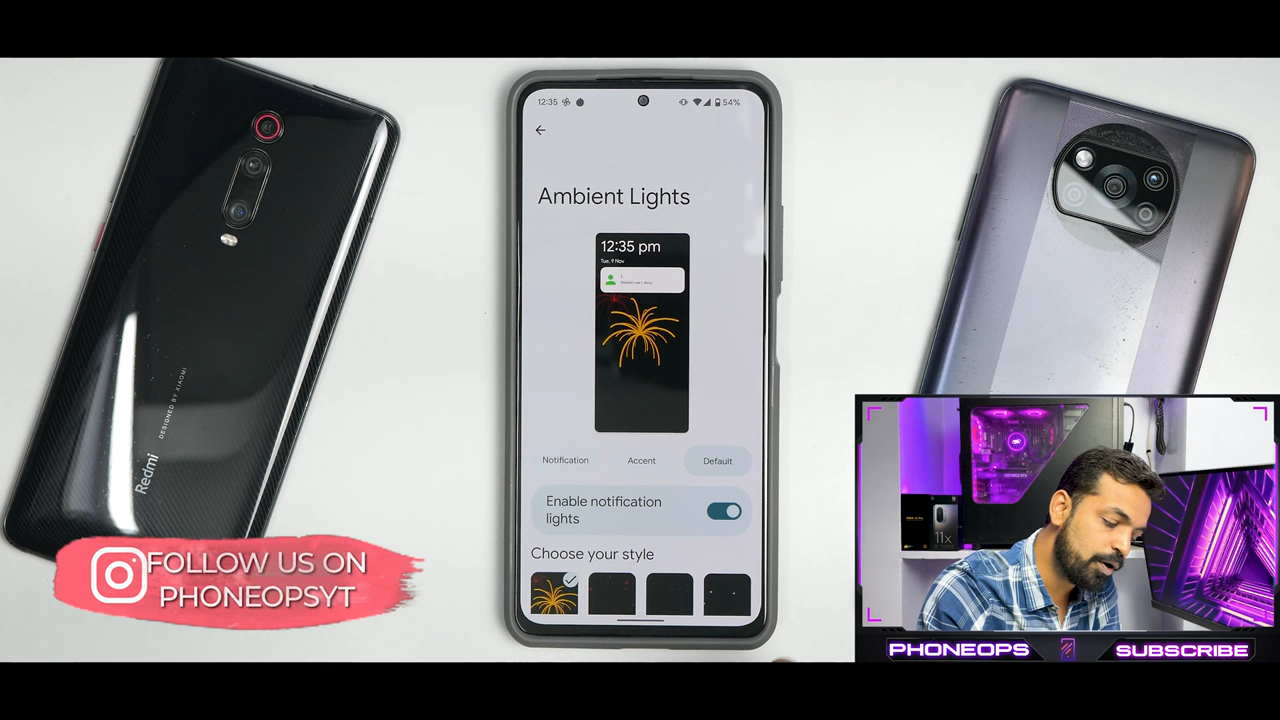 12:35
54%
Ambient Lights
12:35 pm
Tue, 9 Nov
Notification
Accent
Default
Enable notification
lights
Choose your style
Redmi
DESIGNED BY XIAOMI
FOLLOW US ON
PHONEOPSYT
11x
PHONEOPS
SUBSCRIBE